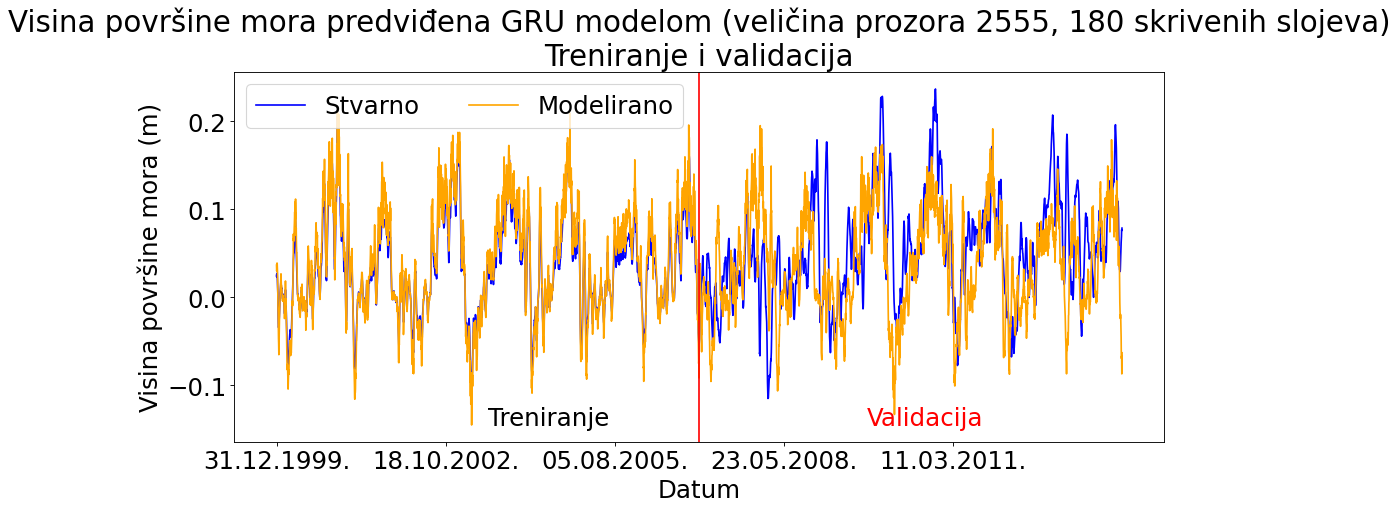 Visina površine mora predviđena GRU modelom (veličina prozora 2555, 180 skrivenih slojeva)
Treniranje i validacija
Stvarno
Modelirano
Visina površine mora (m)
0.2
0.1
0.0
−0.1
Treniranje
Validacija
31.12.1999.
18.10.2002.
05.08.2005.
23.05.2008.
11.03.2011.
Datum